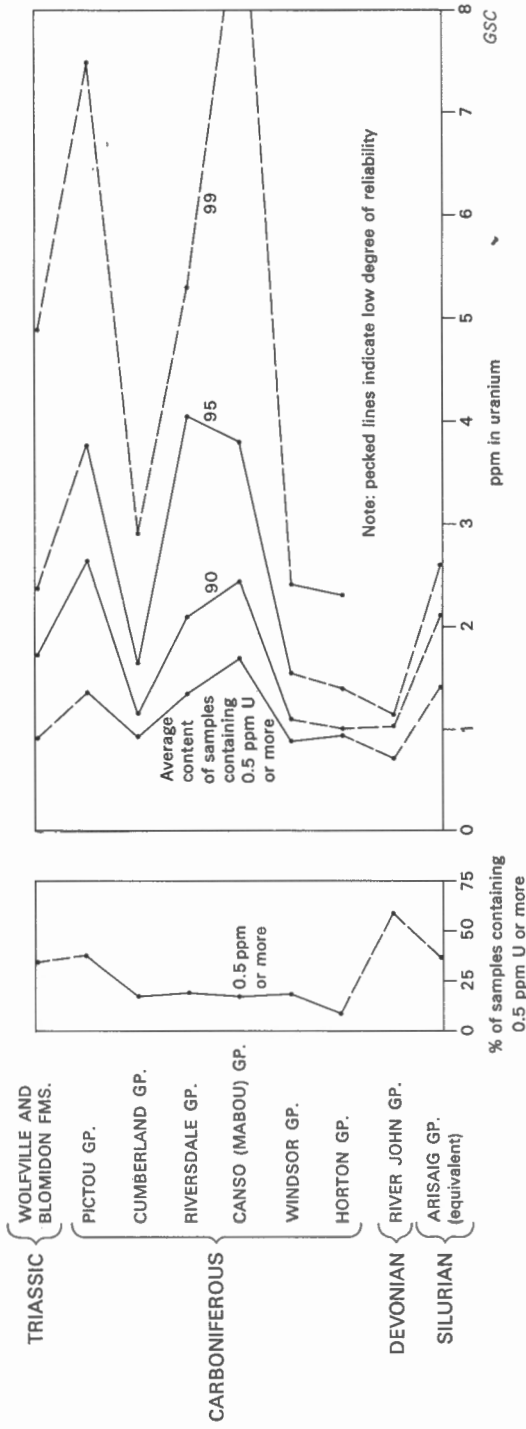 TRIASSIC
WOLFVILLE AND
BLOMIDON FMS.
CARBONIFEROUS
PICTOU GP.
CUMBERLAND GP.
RIVERSDALE GP.
CANSO (MABOU) GP.
WINDSOR GP.
HORTON GP.
DEVONIAN
RIVER JOHN GP.
SILURIAN
ARISAIG GP.
(equivalent)
0.5 ppm
or more
0
25
50
75
% of samples containing
0.5 ppm U or more
Average
content
of samples
containing
0.5 ppm U
or more
90
95
99
Note: pecked lines indicate low degree of reliability
0
1
2
3
4
5
6
7
8
ppm in uranium
GSC